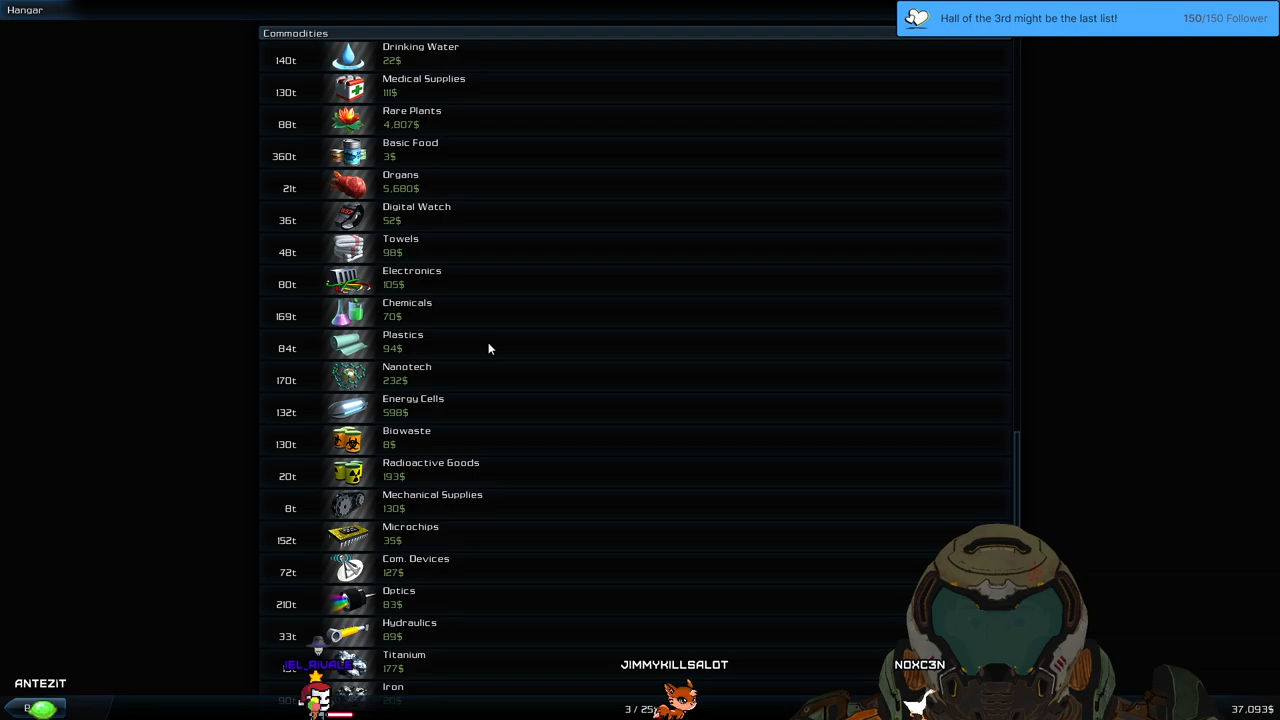 Hangar
Hall of the 3rd might be the last list!
150/150 Follower
Commodities
Drinking Water
140t
22$
Medical Supplies
130t
111$
Rare Plants
88t
4,807$
Basic Food
360t
3$
Organs
21t
5,680$
Digital Watch
36t
52$
Towels
48t
98$
Electronics
80t
105$
Chemicals
169t
70$
Plastics
84t
94$
Nanotech
170t
232$
Energy Cells
132t
598$
Biowaste
130t
8$
Radioactive Goods
20t
193$
Mechanical Supplies
8t
130$
Microchips
152t
35$
Com. Devices
72t
127$
Optics
210t
83$
Hydraulics
33t
89$
Titanium
177$
JIMMYKILLSALOT
N0XC3N
ANTEZIT
Iron
90t
20$
3 / 25
37,093$